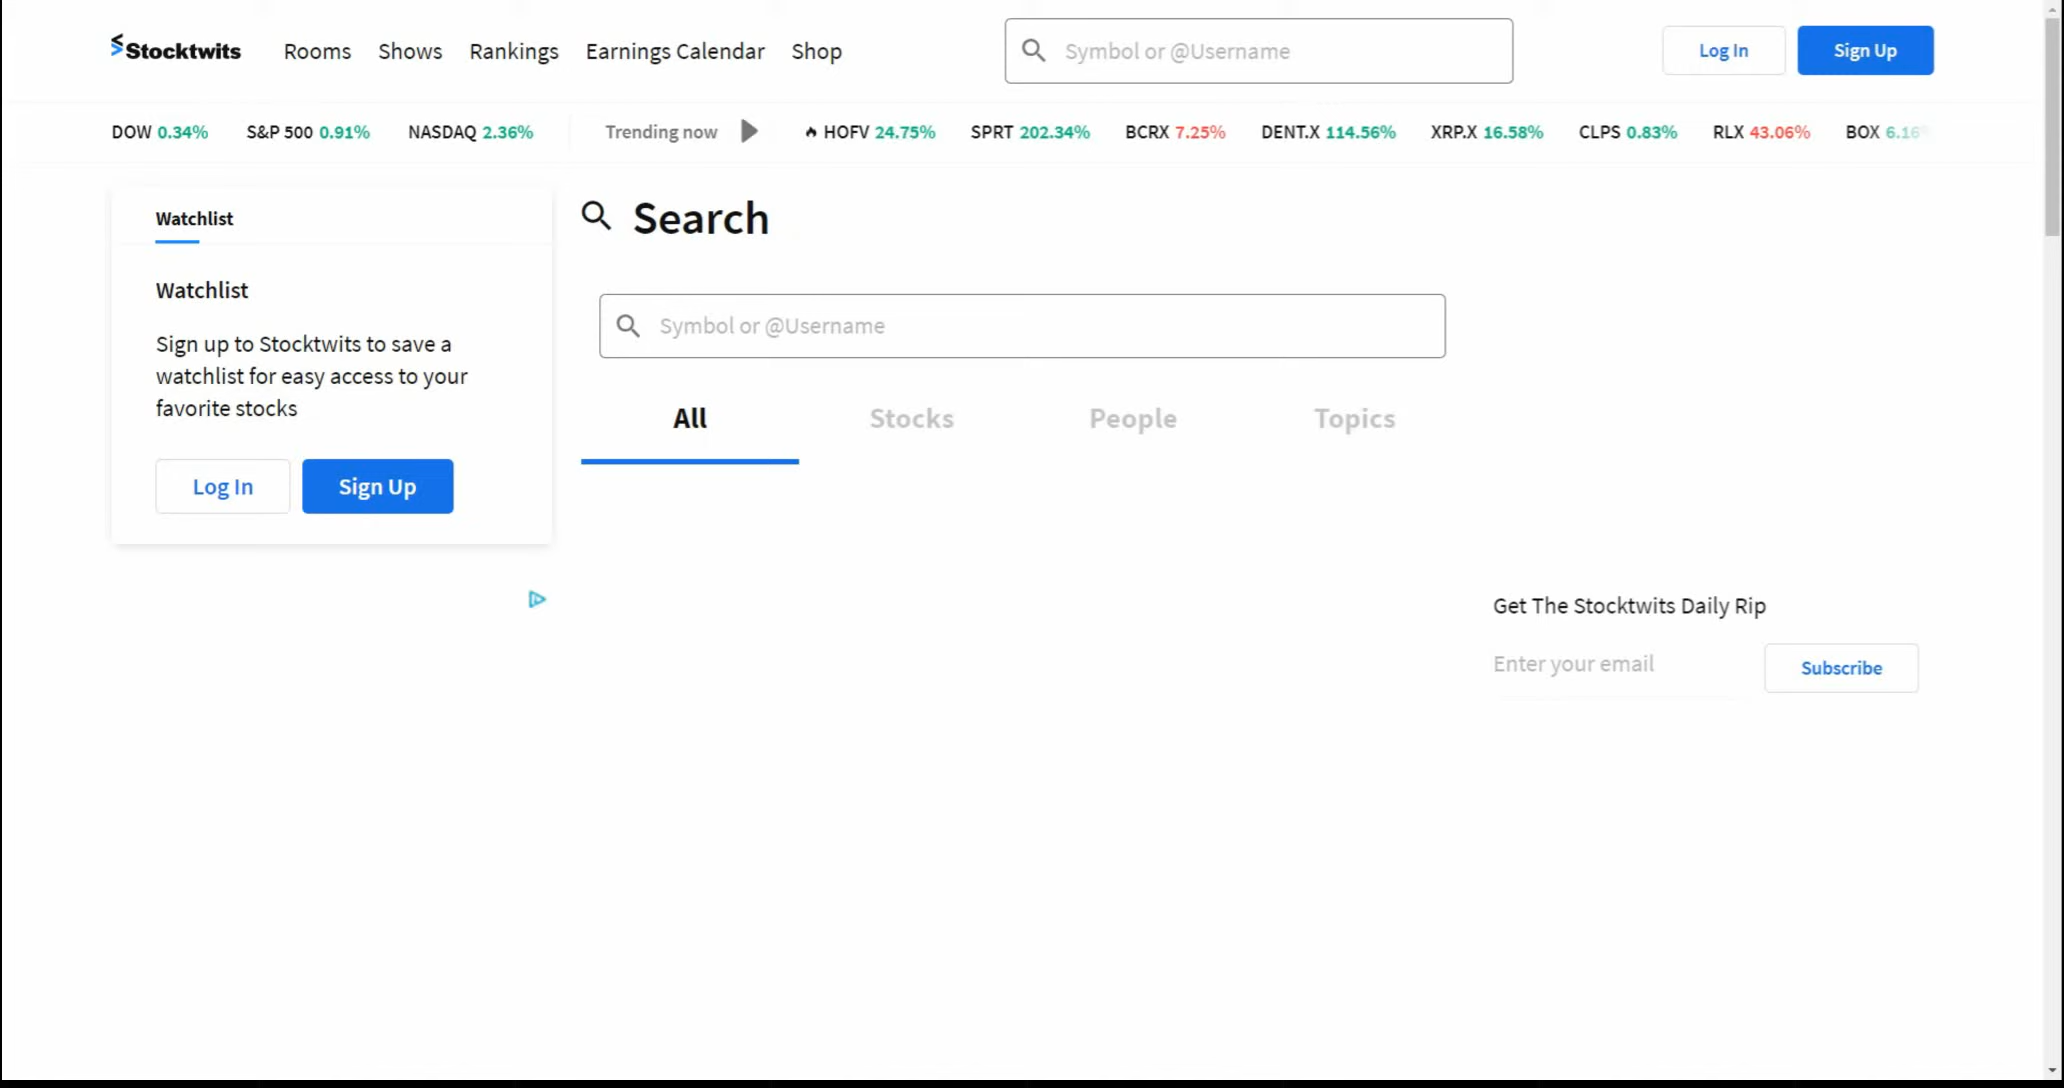 Stocktwits Rooms Shows Rankings Earnings Calendar Shop Symbol or @Username Log In Sign Up
DOW 0.34% S&P 500 0.91% NASDAQ 2.36% Trending now HOFV 24.75% SPRT 202.34% BCRX 7.25% DENT.X 114.56% XRP.X 16.58% CLPS 0.83% RLX 43.06% BOX 6.16%
Watchlist
Watchlist
Sign up to Stocktwits to save a
watchlist for easy access to your
favorite stocks
Log In Sign Up
Search
Symbol or @Username
All Stocks People Topics
Get The Stocktwits Daily Rip
Enter your email Subscribe